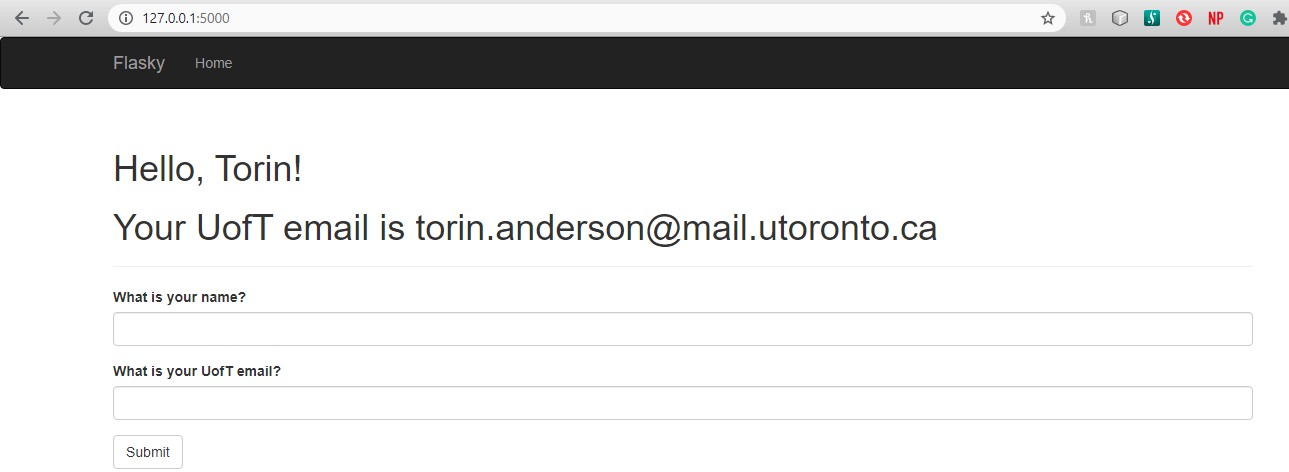 127.0.0.1:5000
NP
Flasky Home
Hello, Torin!
Your UofT email is torin.anderson@mail.utoronto.ca
What is your name?
What is your UofT email?
Submit